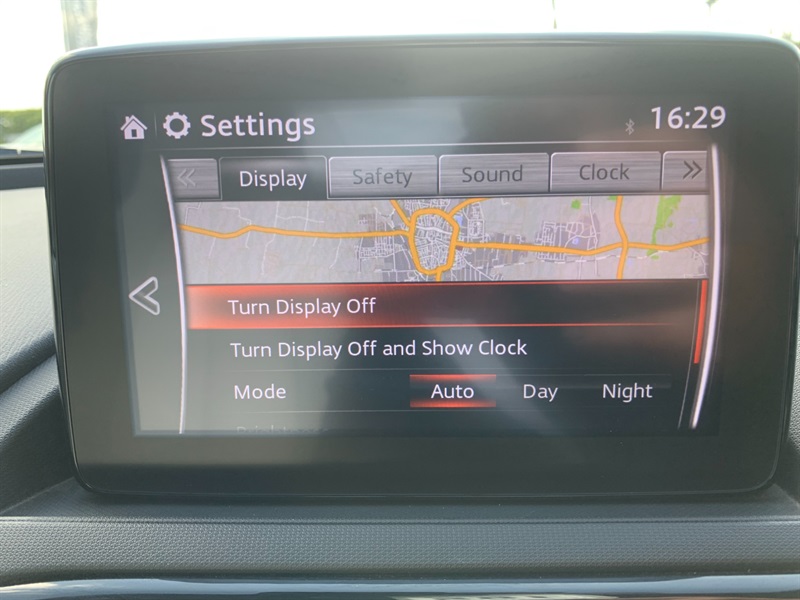 Settings 16:29
Display Safety Sound Clock
Turn Display Off
Turn Display Off and Show Clock
Mode Auto Day Night